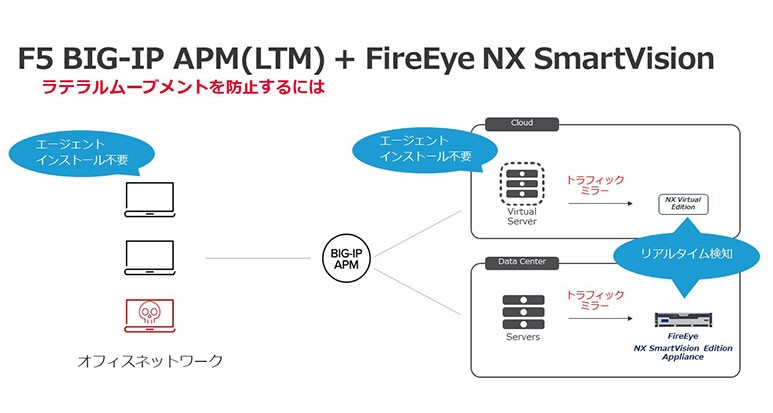 F5 BIG-IP APM(LTM) + FireEye NX SmartVision
ラテラルムーブメントを防止するには
エージェント
インストール不要
オフィスネットワーク
BIG-IP
APM
エージェント
インストール不要
Cloud
Virtual
Server
トラフィック
ミラー
NX Virtual
Edition
リアルタイム検知
Data Center
Servers
トラフィック
ミラー
FireEye
NX SmartVision Edition
Appliance